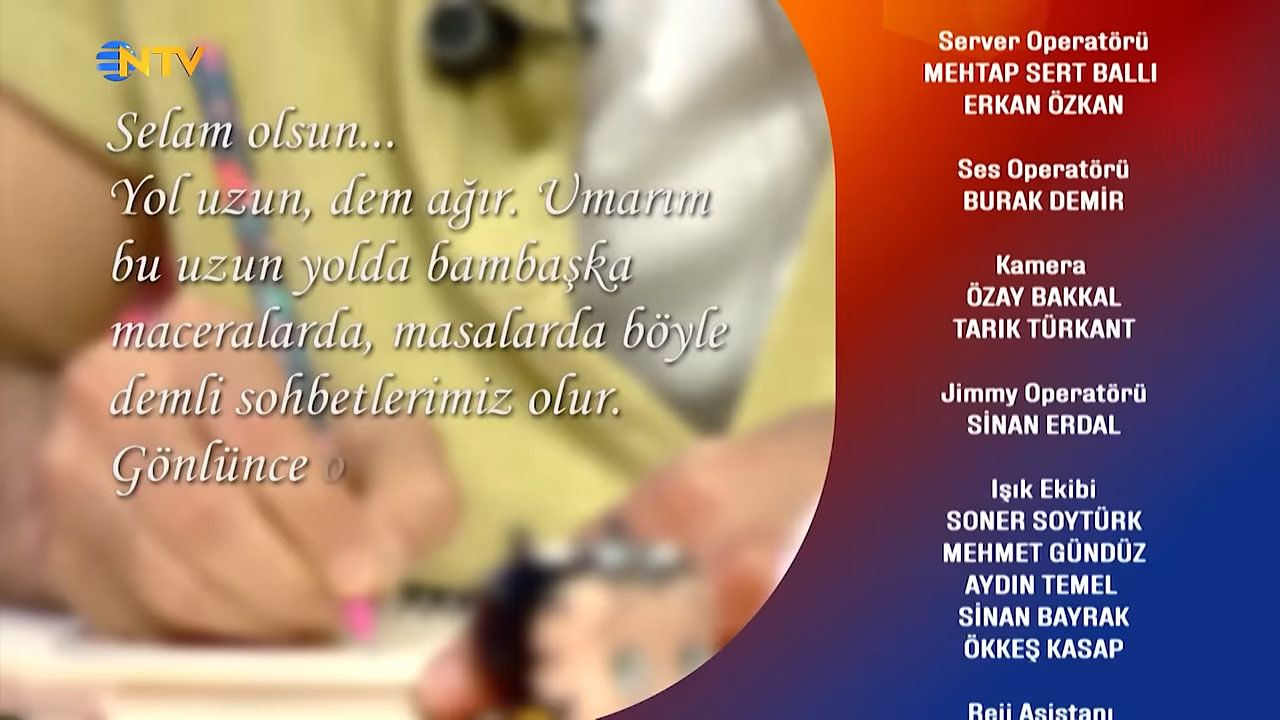 NTV
Selam olsun...
Yol uzun, dem ağır. Umarım
bu uzun yolda bambaşka
maceralarda, masalarda böyle
demli sohbetlerimiz olur.
Gönlünce o
Server Operatörü
MEHTAP SERT BALLI
ERKAN ÖZKAN
Ses Operatörü
BURAK DEMİR
Kamera
ÖZAY BAKKAL
TARIK TÜRKANT
Jimmy Operatörü
SİNAN ERDAL
Işık Ekibi
SONER SOYTÜRK
MEHMET GÜNDÜZ
AYDIN TEMEL
SİNAN BAYRAK
ÖKKEŞ KASAP
Reji Asistanı